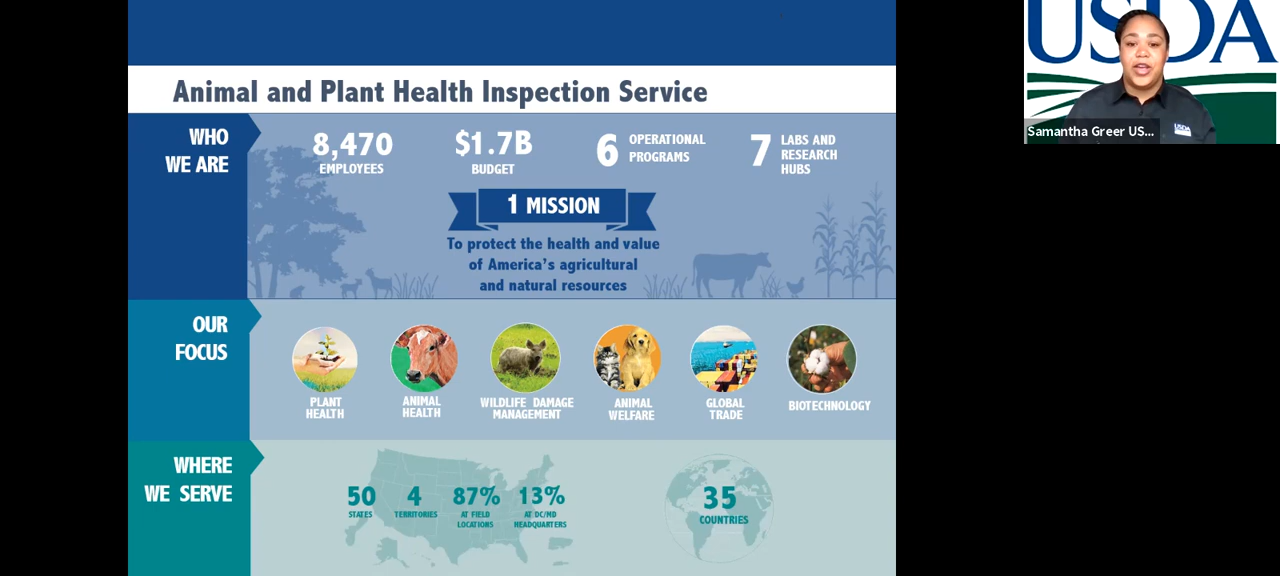 Animal and Plant Health Inspection Service
WHO
WE ARE
8,470
EMPLOYEES
$1.7B
BUDGET
6
OPERATIONAL
PROGRAMS
7
LABS AND
RESEARCH
HUBS
1 MISSION
To protect the health and value
of America's agricultural
and natural resources
OUR
FOCUS
PLANT
HEALTH
ANIMAL
HEALTH
WILDLIFE DAMAGE
MANAGEMENT
ANIMAL
WELFARE
GLOBAL
TRADE
BIOTECHNOLOGY
WHERE
WE SERVE
50
STATES
4
TERRITORIES
87%
AT FIELD
LOCATIONS
13%
AT DC/MD
HEADQUARTERS
35
COUNTRIES
USDA
USDA
Samantha Greer US...